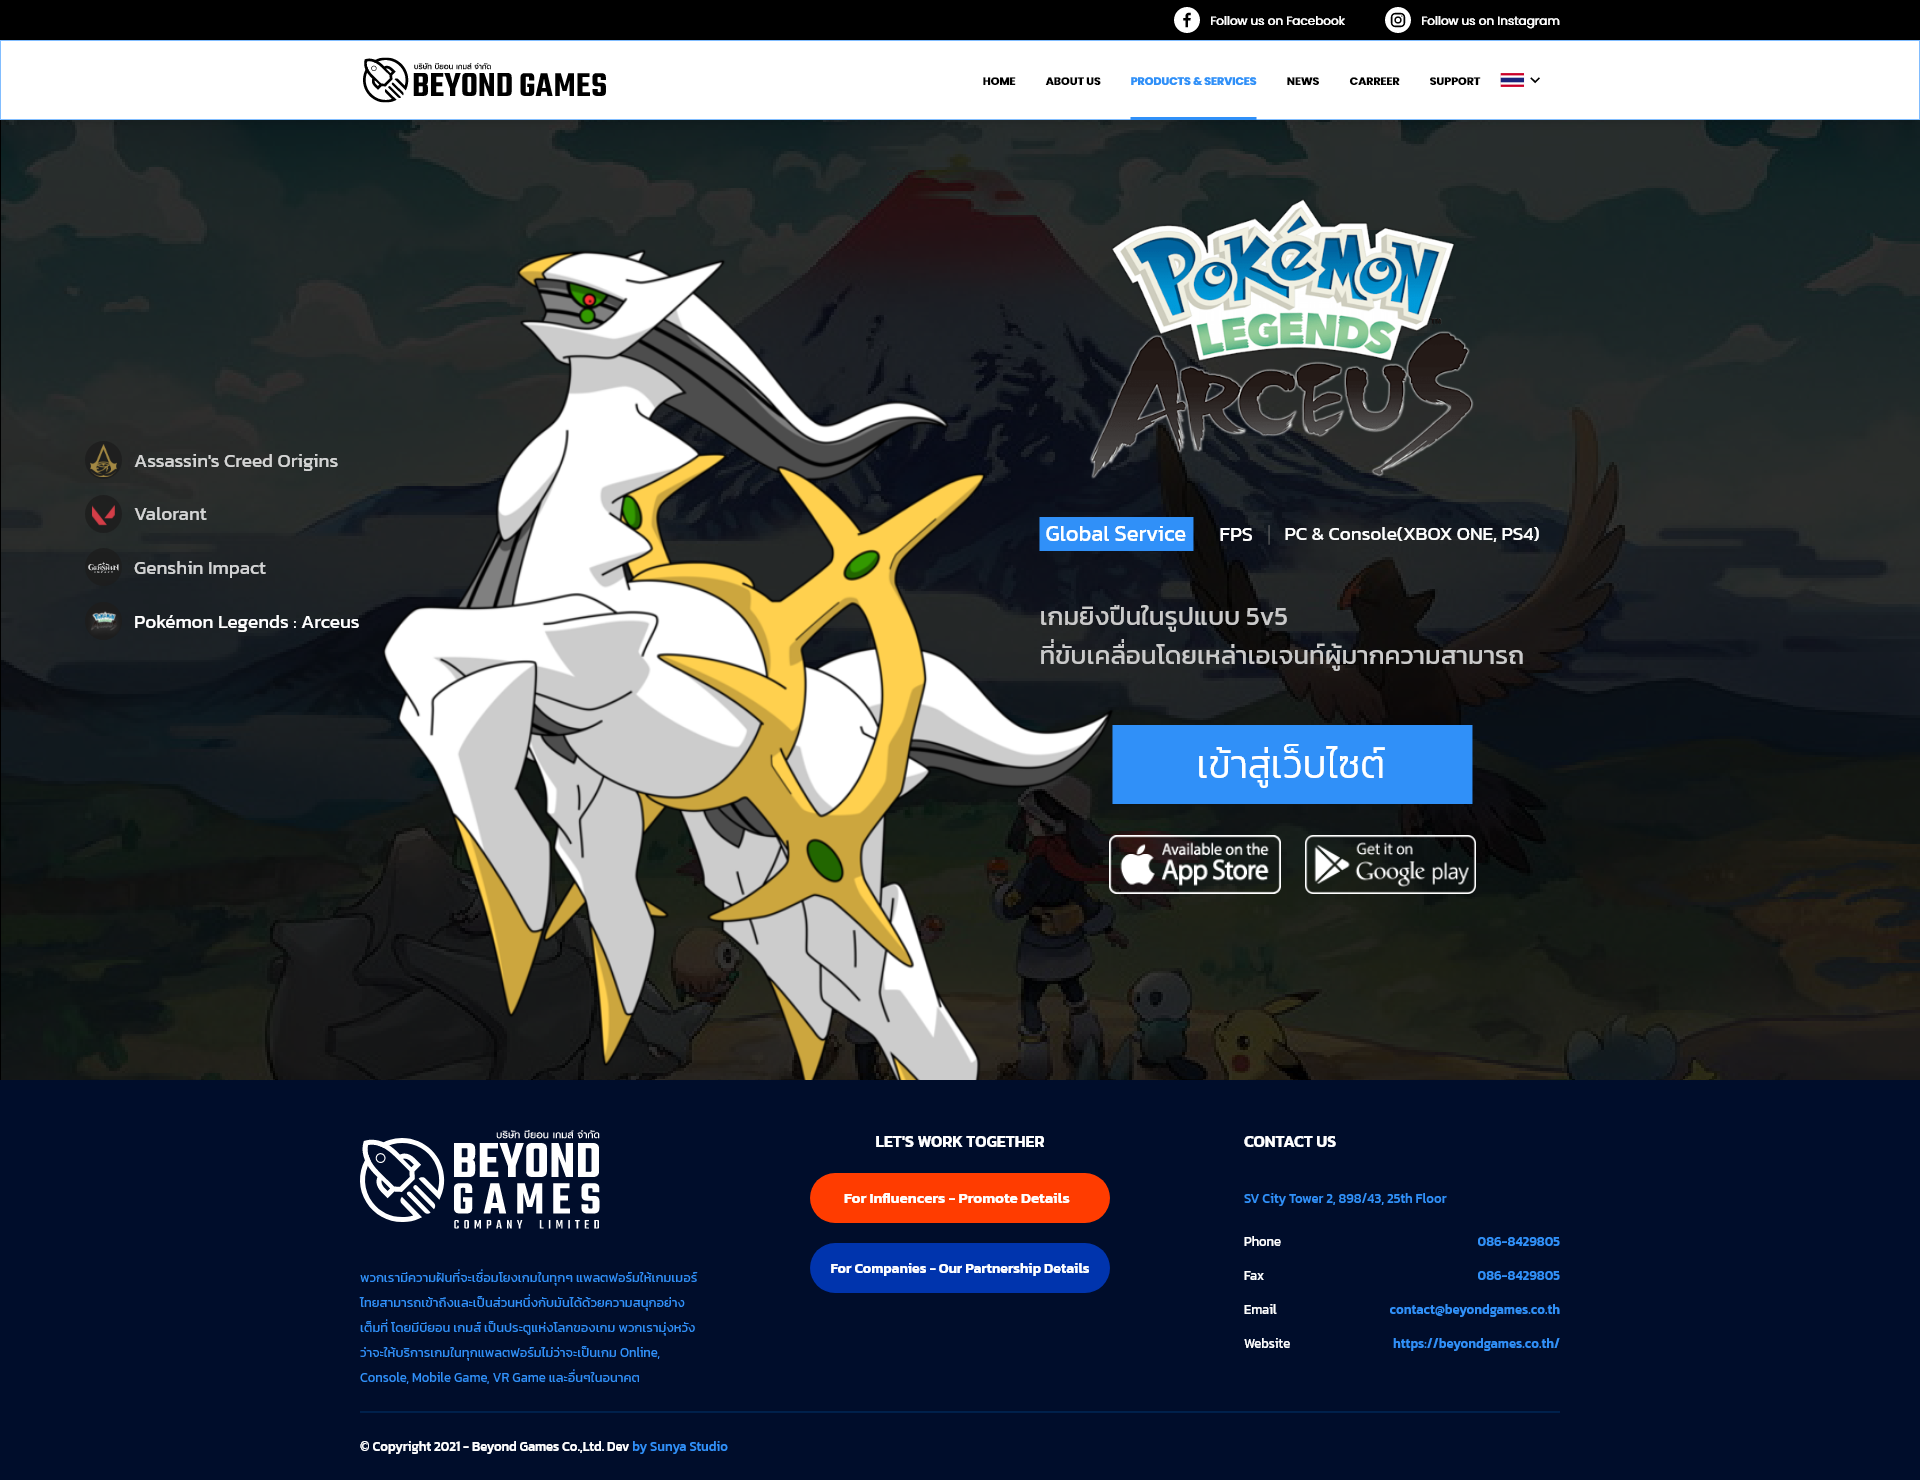 Follow us on Facebook
Follow us on Instagram
บริษัท บียอน เกมส์ จำกัด
BEYOND GAMES
HOME
ABOUT US
PRODUCTS & SERVICES
NEWS
CARREER
SUPPORT
POKéMON
LEGENDS
ARCEUS
Assassin's Creed Origins
Valorant
Genshin Impact
Pokémon Legends : Arceus
Global Service
FPS
PC & Console(XBOX ONE, PS4)
เกมยิงปืนในรูปแบบ 5v5
ที่ขับเคลื่อนโดยเหล่าเอเจนท์ผู้มากความสามารถ
เข้าสู่เว็บไซต์
Available on the
App Store
Get it on
Google play
บริษัท บียอน เกมส์ จำกัด
BEYOND
GAMES
COMPANY LIMITED
พวกเรามีความฝันที่จะเชื่อมโยงเกมในทุกๆ แพลตฟอร์มให้เกมเมอร์
ไทยสามารถเข้าถึงและเป็นส่วนหนึ่งกับมันได้ด้วยความสนุกอย่าง
เต็มที่ โดยมีบียอน เกมส์ เป็นประตูแห่งโลกของเกม พวกเรามุ่งหวัง
ว่าจะให้บริการเกมในทุกแพลตฟอร์มไม่ว่าจะเป็นเกม Online,
Console, Mobile Game, VR Game และอื่นๆในอนาคต
LET'S WORK TOGETHER
For Influencers - Promote Details
For Companies - Our Partnership Details
CONTACT US
SV City Tower 2, 898/43, 25th Floor
Phone 086-8429805
Fax 086-8429805
Email contact@beyondgames.co.th
Website https://beyondgames.co.th/
© Copyright 2021 - Beyond Games Co.,Ltd. Dev by Sunya Studio